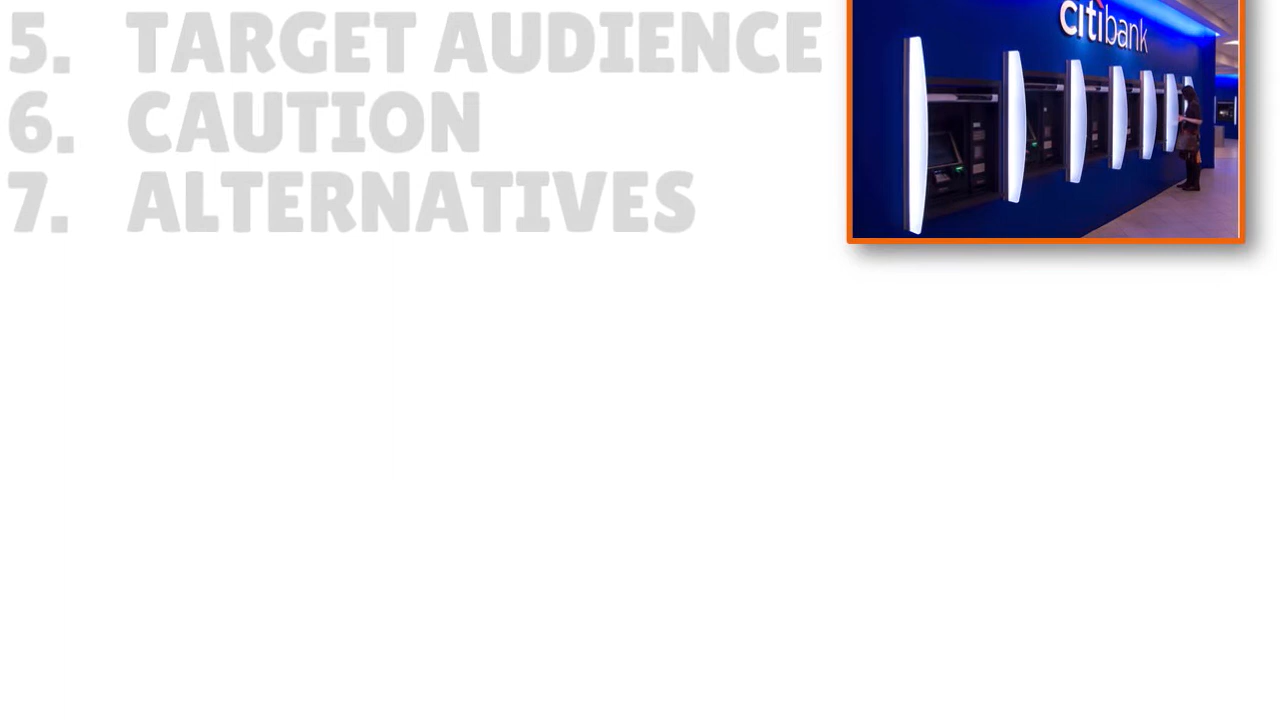 5. TARGET AUDIENCE
6. CAUTION
7. ALTERNATIVES
citibank